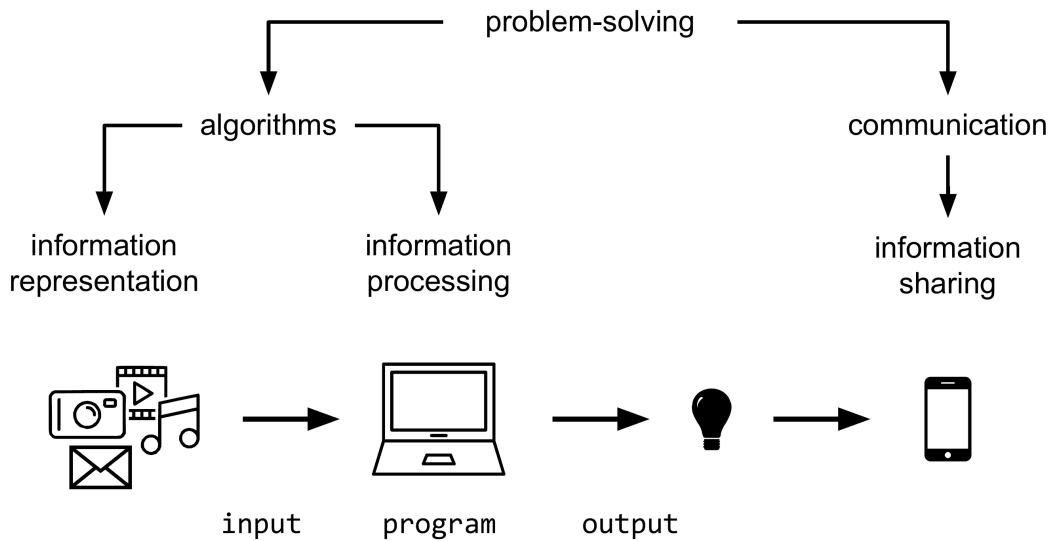 problem-solving
algorithms
communication
information
representation
information
processing
information
sharing
input
program
output